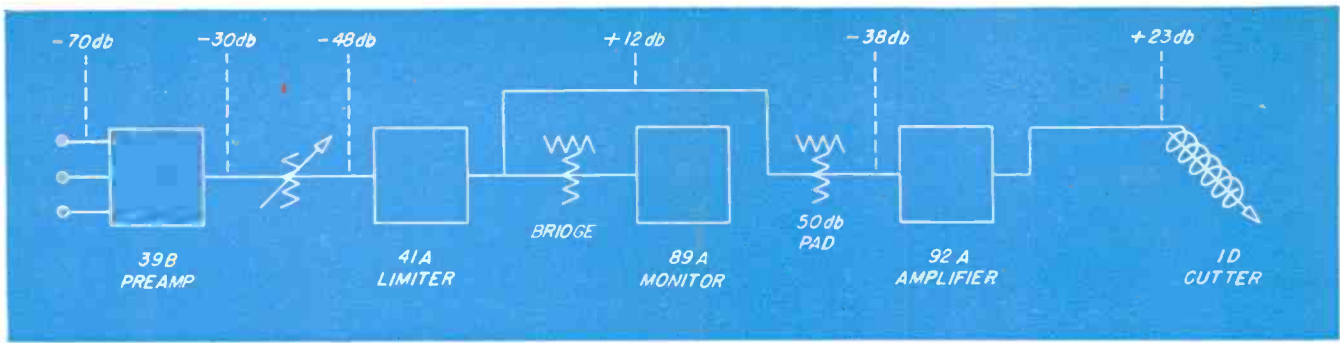 -70db
-30db
-48db
+12db
-38db
+23db
BRIDGE
50db
PAD
39B
PREAMP
41A
LIMITER
89A
MONITOR
92A
AMPLIFIER
1D
CUTTER